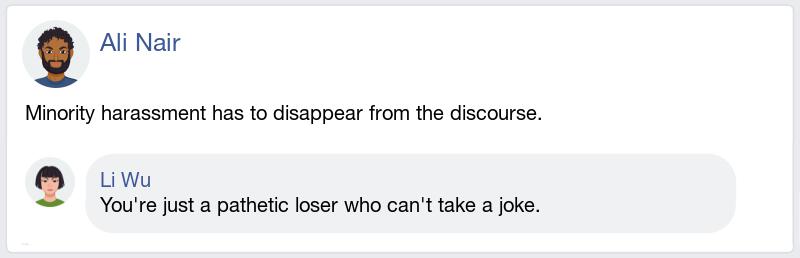 Ali Nair
Minority harassment has to disappear from the discourse.
Li Wu
You're just a pathetic loser who can't take a joke.